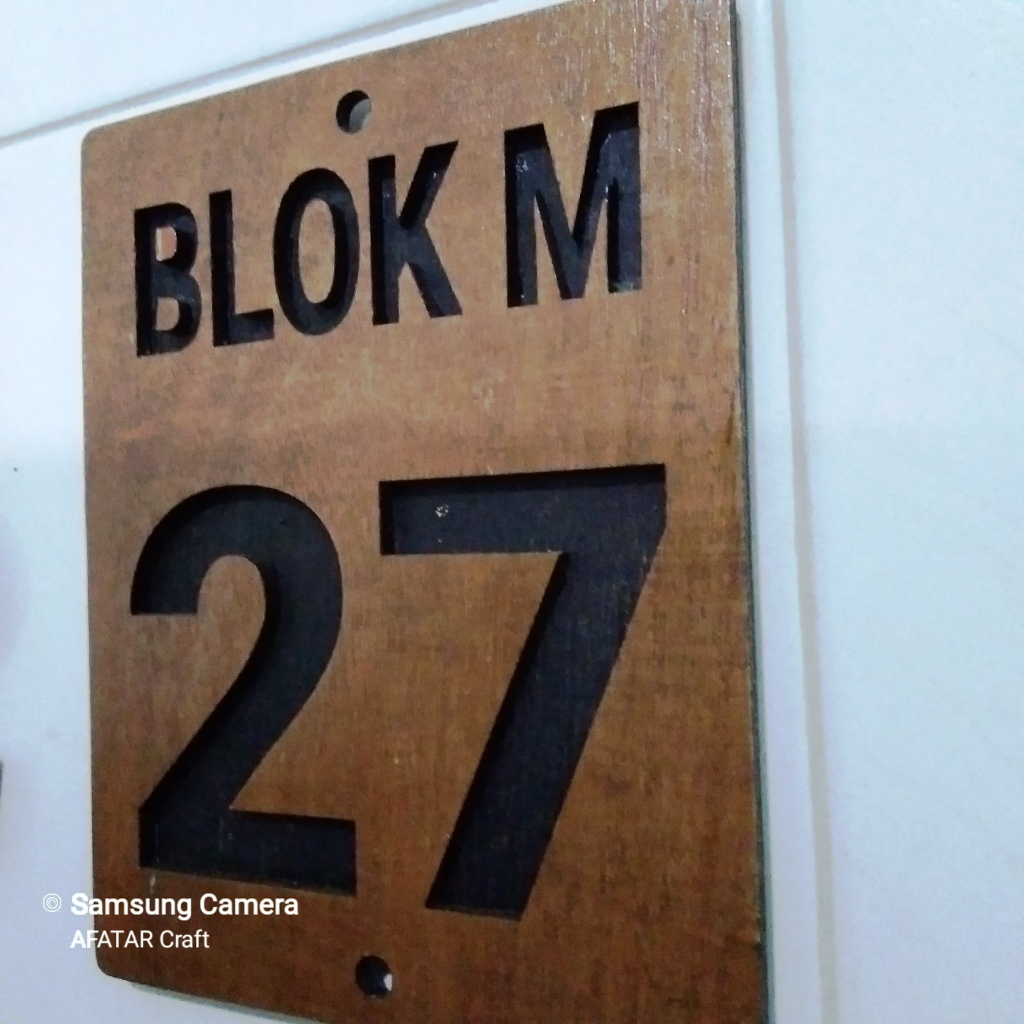 BLOK M
27
© Samsung Camera
AFATAR Craft